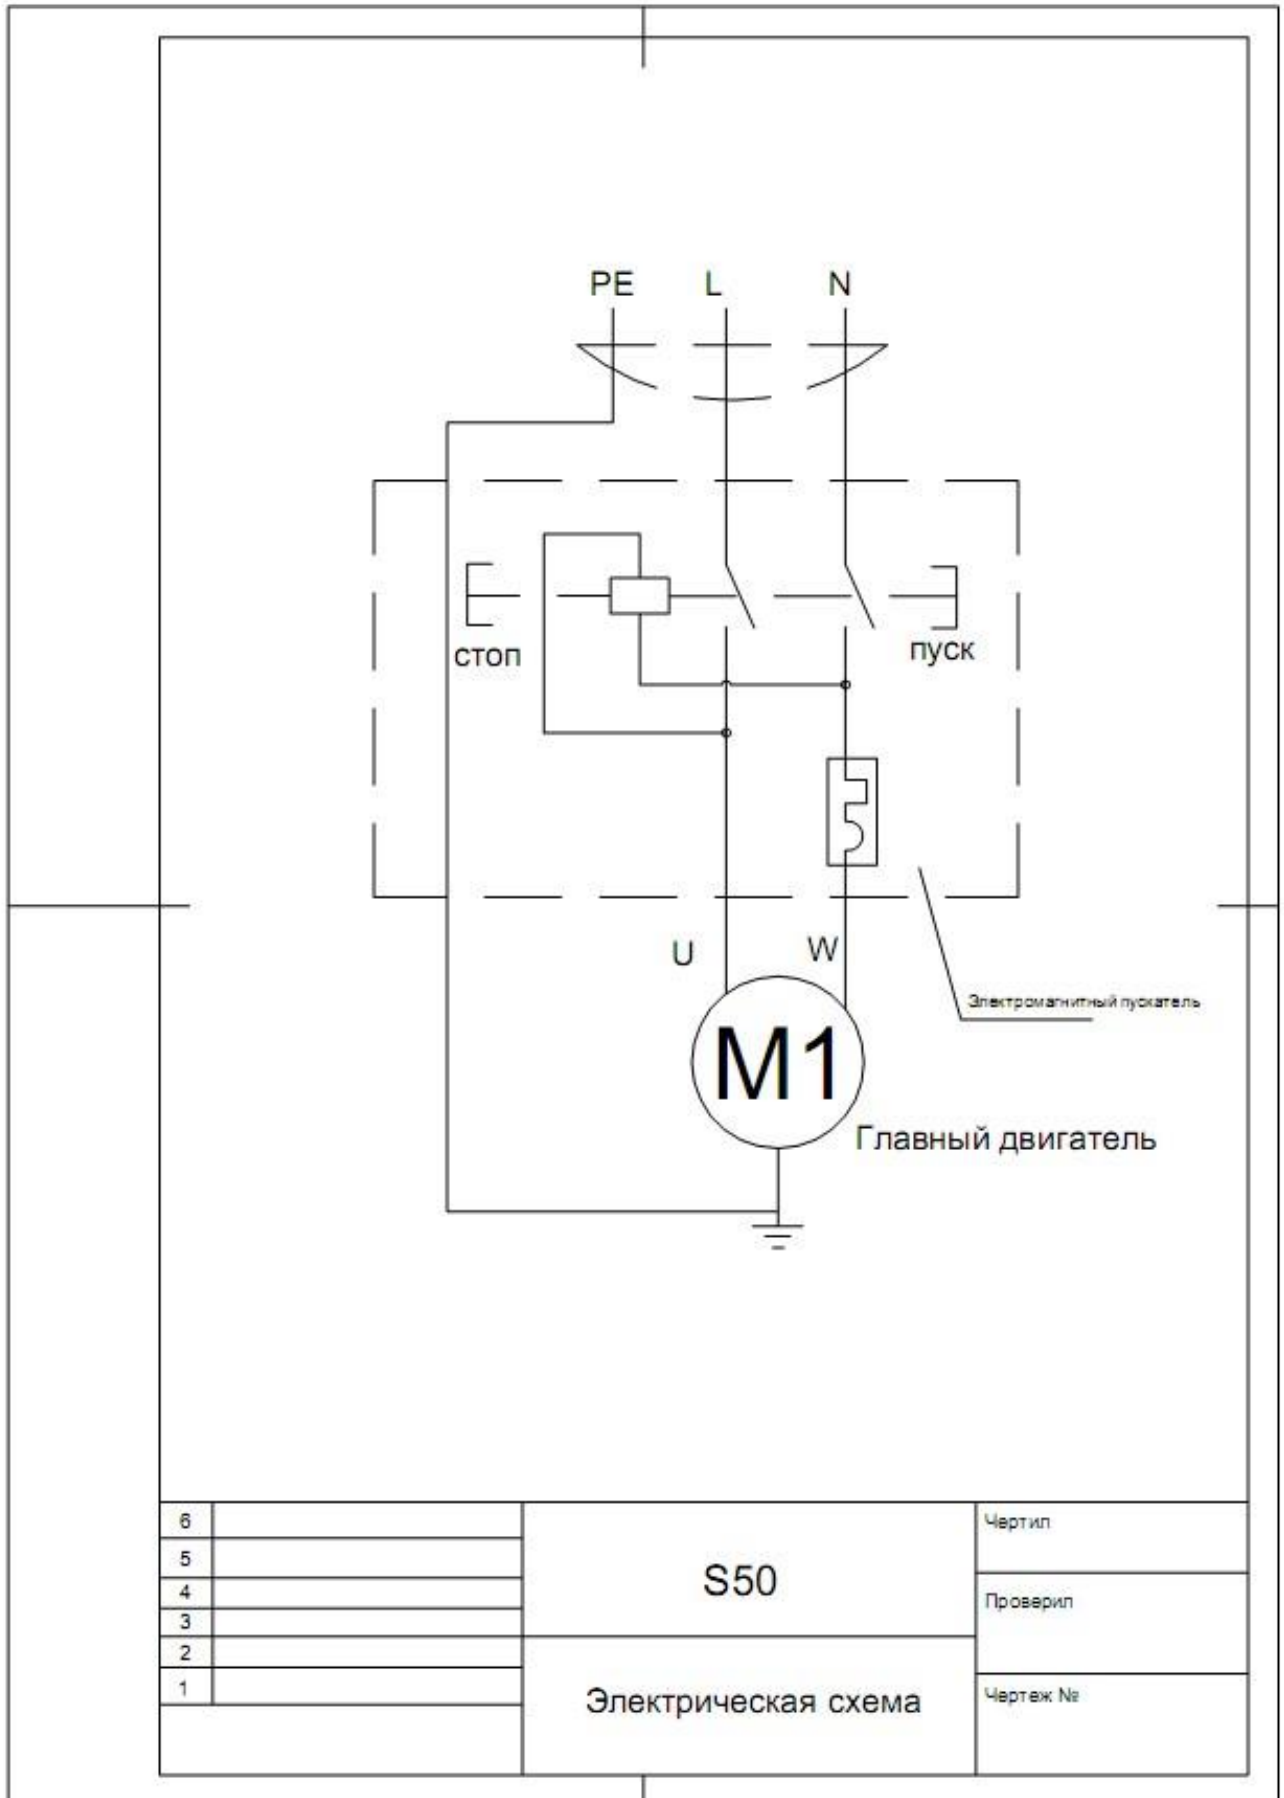 PE L N
стоп
пуск
U W
Электромагнитный пускатель
M1
Главный двигатель
6
5
4
3
2
1
S50
Электрическая схема
Чертил
Проверил
Чертеж №